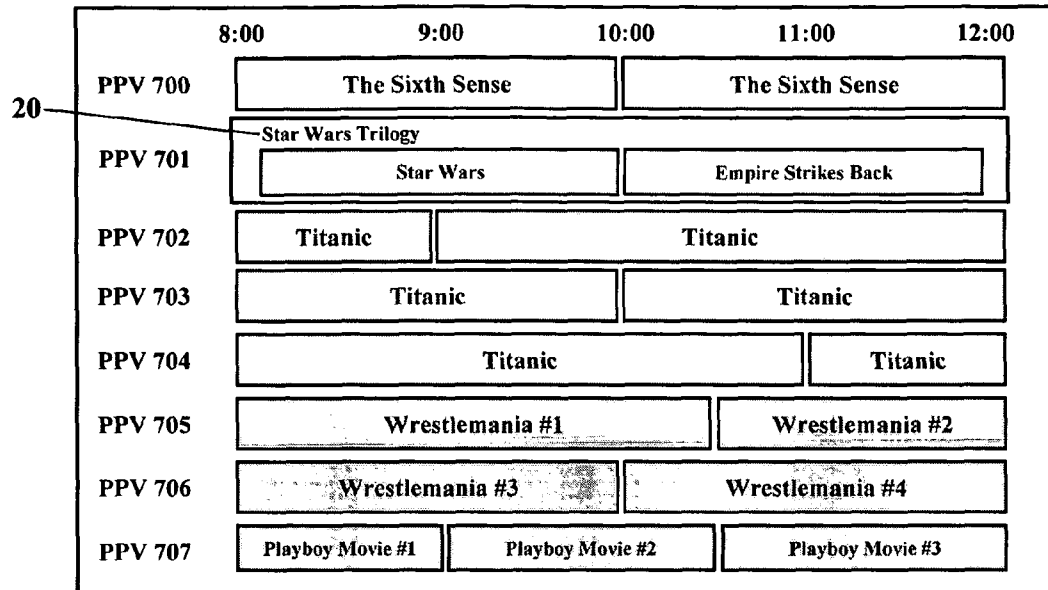 8:00 9:00 10:00 11:00 12:00
PPV 700 The Sixth Sense The Sixth Sense
20
Star Wars Trilogy
PPV 701 Star Wars Empire Strikes Back
PPV 702 Titanic Titanic
PPV 703 Titanic Titanic
PPV 704 Titanic Titanic
PPV 705 Wrestlemania #1 Wrestlemania #2
PPV 706 Wrestlemania #3 Wrestlemania #4
PPV 707 Playboy Movie #1 Playboy Movie #2 Playboy Movie #3